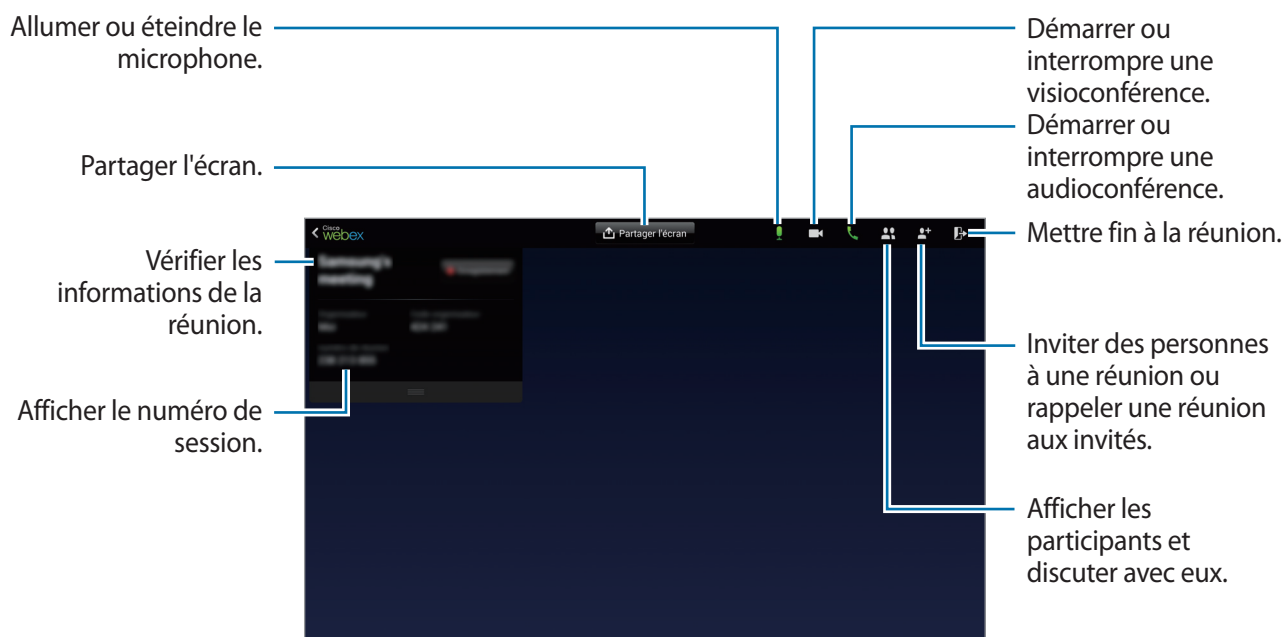 Allumer ou éteindre le
microphone.
Partager l'écran.
Vérifier les
informations de la
réunion.
Afficher le numéro de
session.
Démarrer ou
interrompre une
visioconférence.
Démarrer ou
interrompre une
audioconférence.
Mettre fin à la réunion.
Inviter des personnes
à une réunion ou
rappeler une réunion
aux invités.
Afficher les
participants et
discuter avec eux.
Cisco
webex
Partager l'écran
Samsung's
meeting